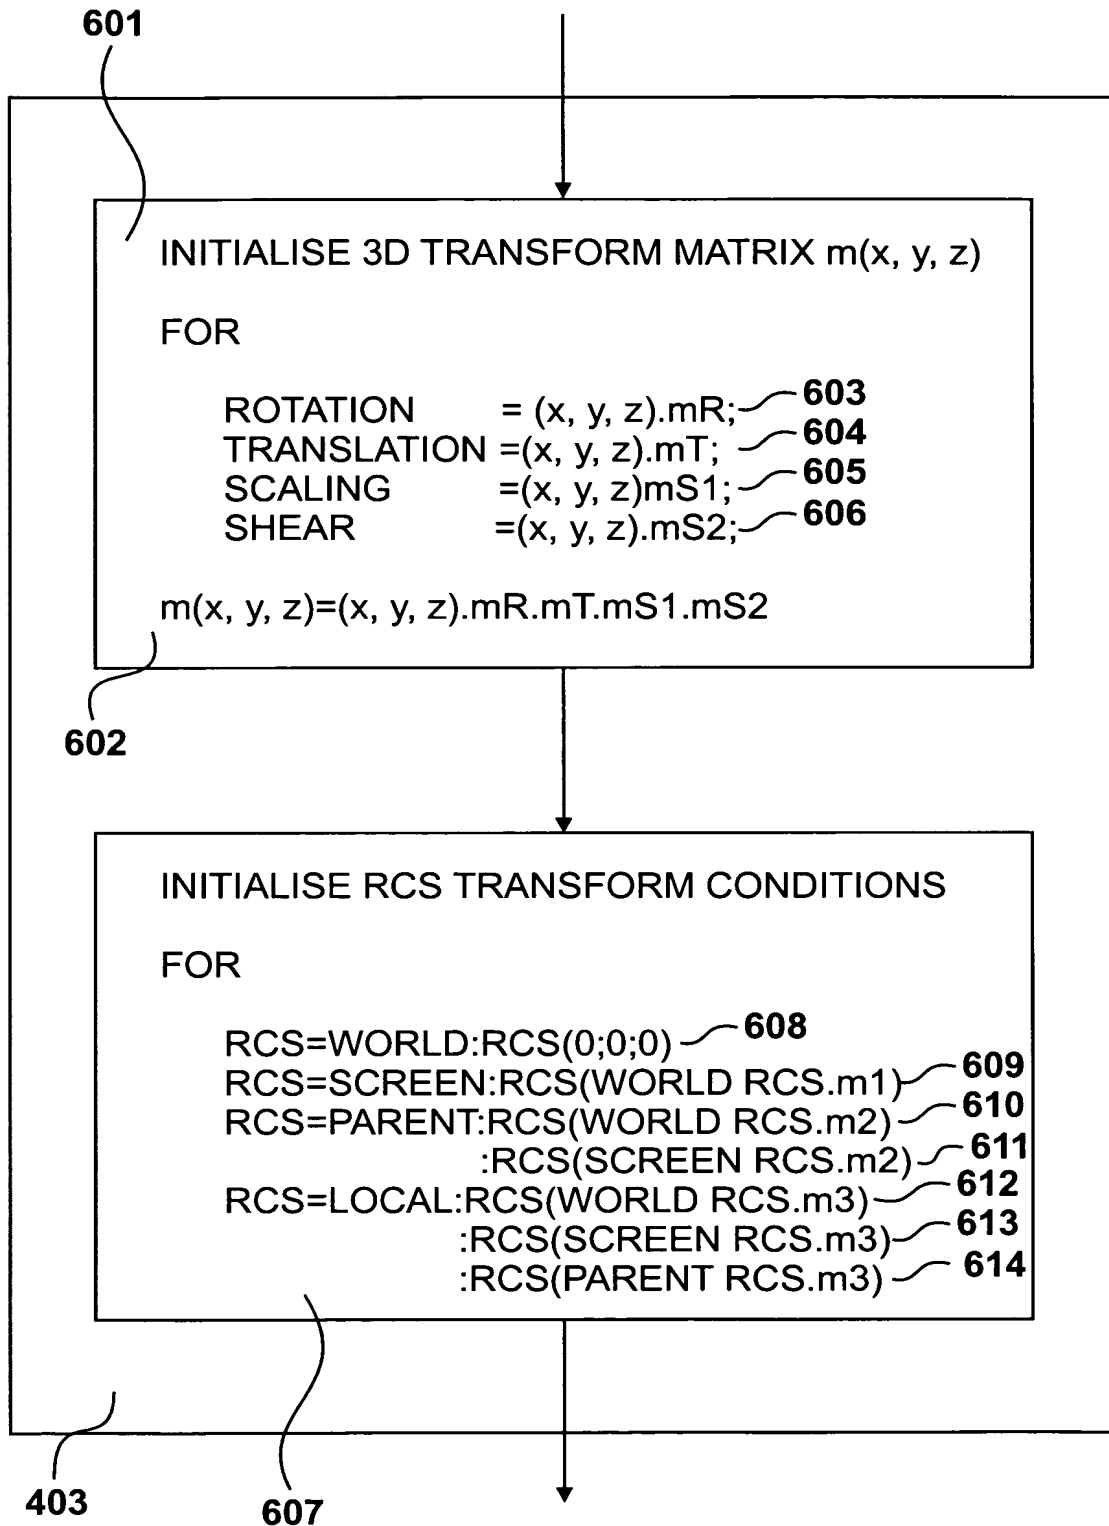 601
INITIALISE 3D TRANSFORM MATRIX m(x, y, z)
FOR
ROTATION = (x, y, z).mR; 603
TRANSLATION =(x, y, z).mT; 604
SCALING =(x, y, z)mS1; 605
SHEAR =(x, y, z).mS2; 606
m(x, y, z)=(x, y, z).mR.mT.mS1.mS2
602
INITIALISE RCS TRANSFORM CONDITIONS
FOR
RCS=WORLD:RCS(0;0;0) 608
RCS=SCREEN:RCS(WORLD RCS.m1) 609
RCS=PARENT:RCS(WORLD RCS.m2) 610
:RCS(SCREEN RCS.m2) 611
RCS=LOCAL:RCS(WORLD RCS.m3) 612
:RCS(SCREEN RCS.m3) 613
:RCS(PARENT RCS.m3) 614
403
607